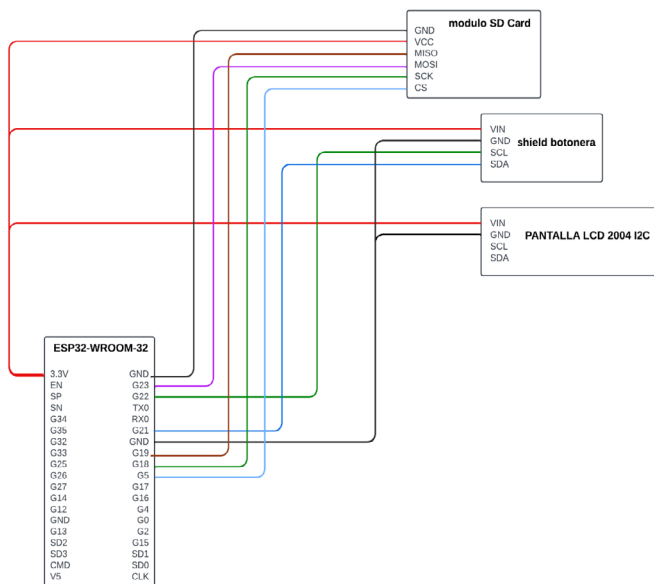 modulo SD Card
GND
VCC
MISO
MOSI
SCK
CS
shield botonera
VIN
GND
SCL
SDA
PANTALLA LCD 2004 I2C
VIN
GND
SCL
SDA
ESP32-WROOM-32
3.3V GND
EN G23
SP G22
SN TX0
G34 RX0
G35 G21
G32 GND
G33 G19
G25 G18
G26 G5
G27 G17
G14 G16
G12 G4
GND G0
G13 G2
SD2 G15
SD3 SD1
CMD SD0
V5 CLK